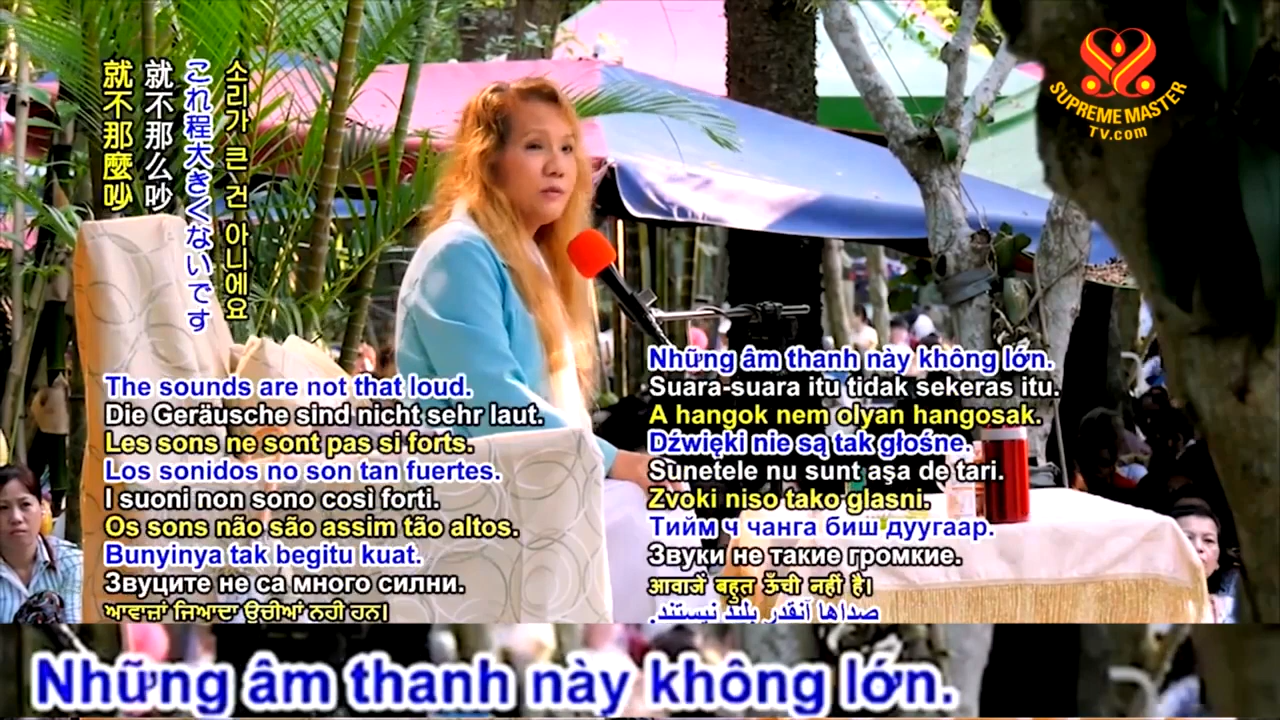 就不那麼吵
就不那么吵
これ程大きくないです
소리가 큰 건 아니에요
SUPREME MASTER
TV.com
The sounds are not that loud.
Die Geräusche sind nicht sehr laut.
Les sons ne sont pas si forts.
Los sonidos no son tan fuertes.
I suoni non sono così forti.
Os sons não são assim tão altos.
Bunyinya tak begitu kuat.
Звуците не са много силни.
ਆਵਾਜ਼ਾਂ ਜਿਆਦਾ ਉਚੀਆਂ ਨਹੀ ਹਨ।
Những âm thanh này không lớn.
Suara-suara itu tidak sekeras itu.
A hangok nem olyan hangosak.
Dźwięki nie są tak głośne.
Sunetele nu sunt aşa de tari.
Zvoki niso tako glasni.
Тийм ч чанга биш дуугаар.
Звуки не такие громкие.
आवाजें बहुत ऊँची नहीं है।
صداها آنقدر بلند نیستند.
Những âm thanh này không lớn.